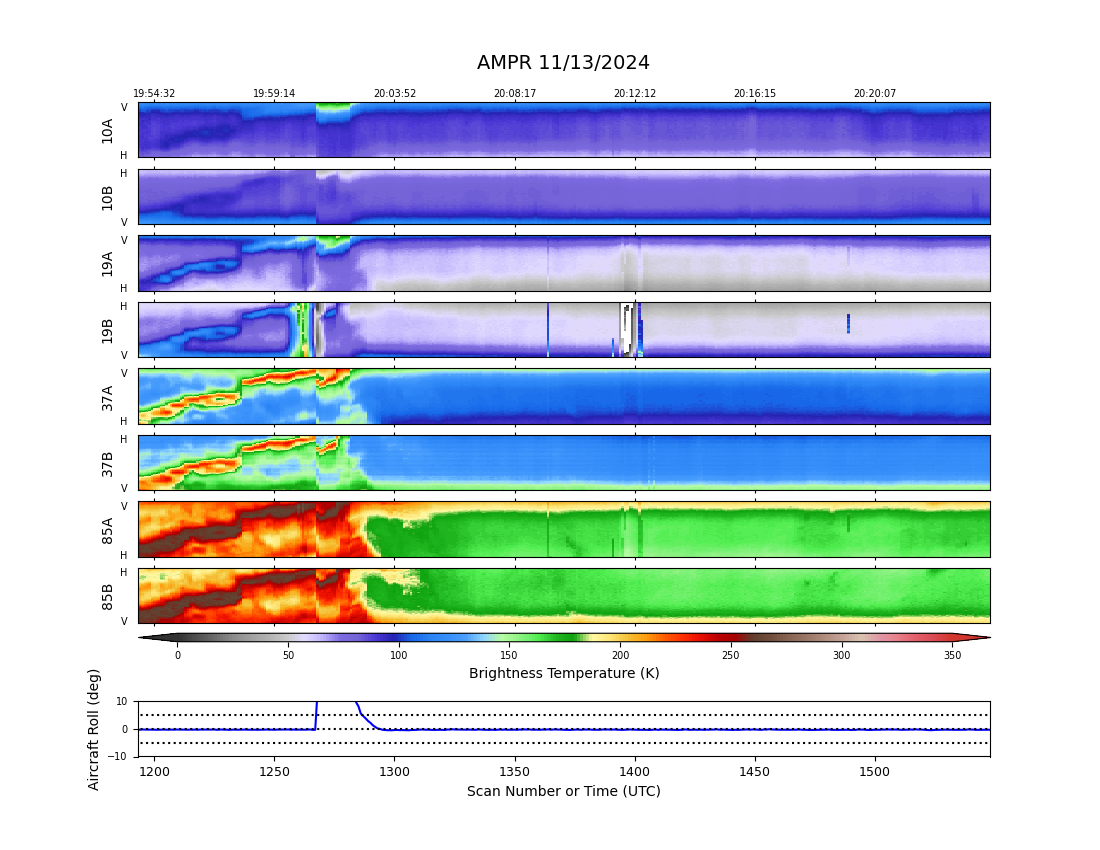 AMPR 11/13/2024
19:54:32 19:59:14 20:03:52 20:08:17 20:12:12 20:16:15 20:20:07
V
10A
H
H
10B
V
V
19A
H
H
19B
V
V
37A
H
H
37B
V
V
85A
H
H
85B
V
0 50 100 150 200 250 300 350
Brightness Temperature (K)
Aircraft Roll (deg)
10
0
−10
1200 1250 1300 1350 1400 1450 1500
Scan Number or Time (UTC)